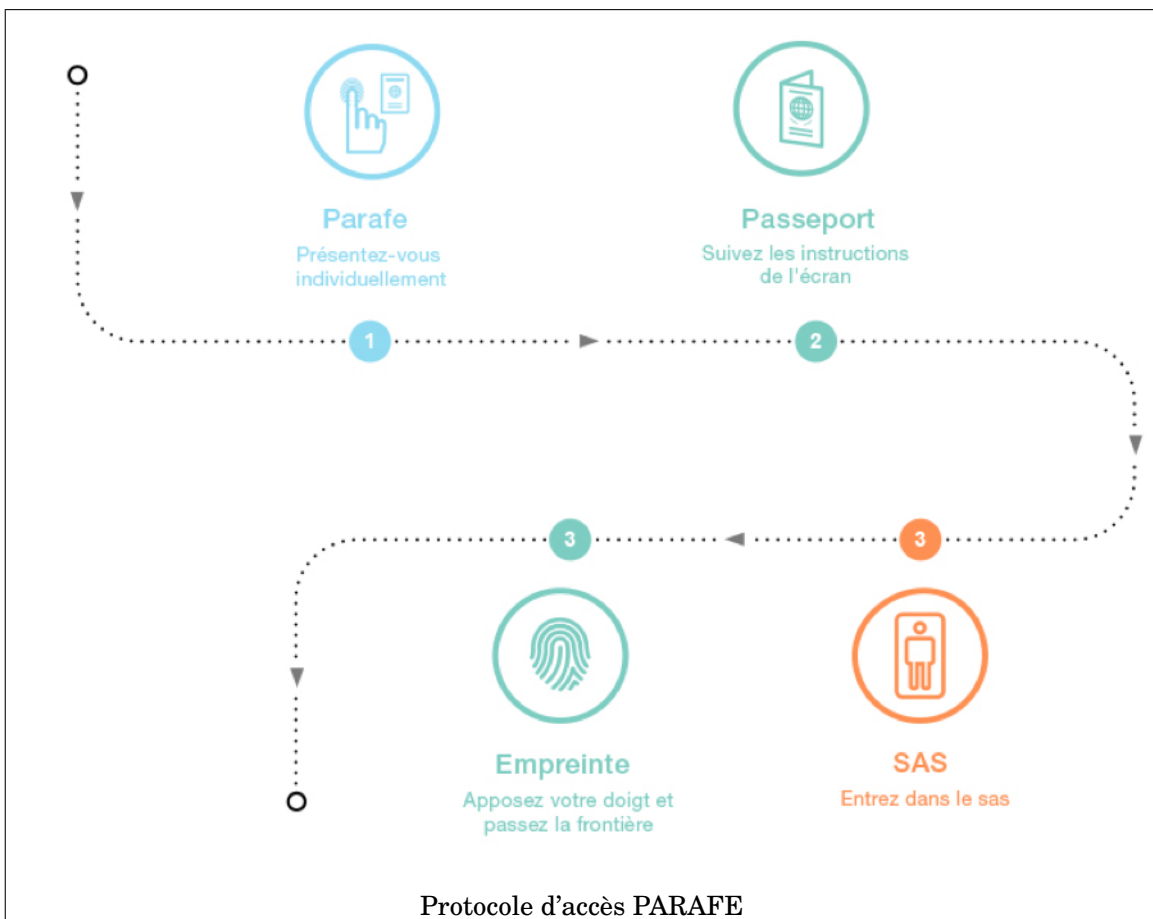 Parafe
Présentez-vous
individuellement
1
Passeport
Suivez les instructions
de l'écran
2
3
SAS
Entrez dans le sas
3
Empreinte
Apposez votre doigt et
passez la frontière
Protocole d'accès PARAFE